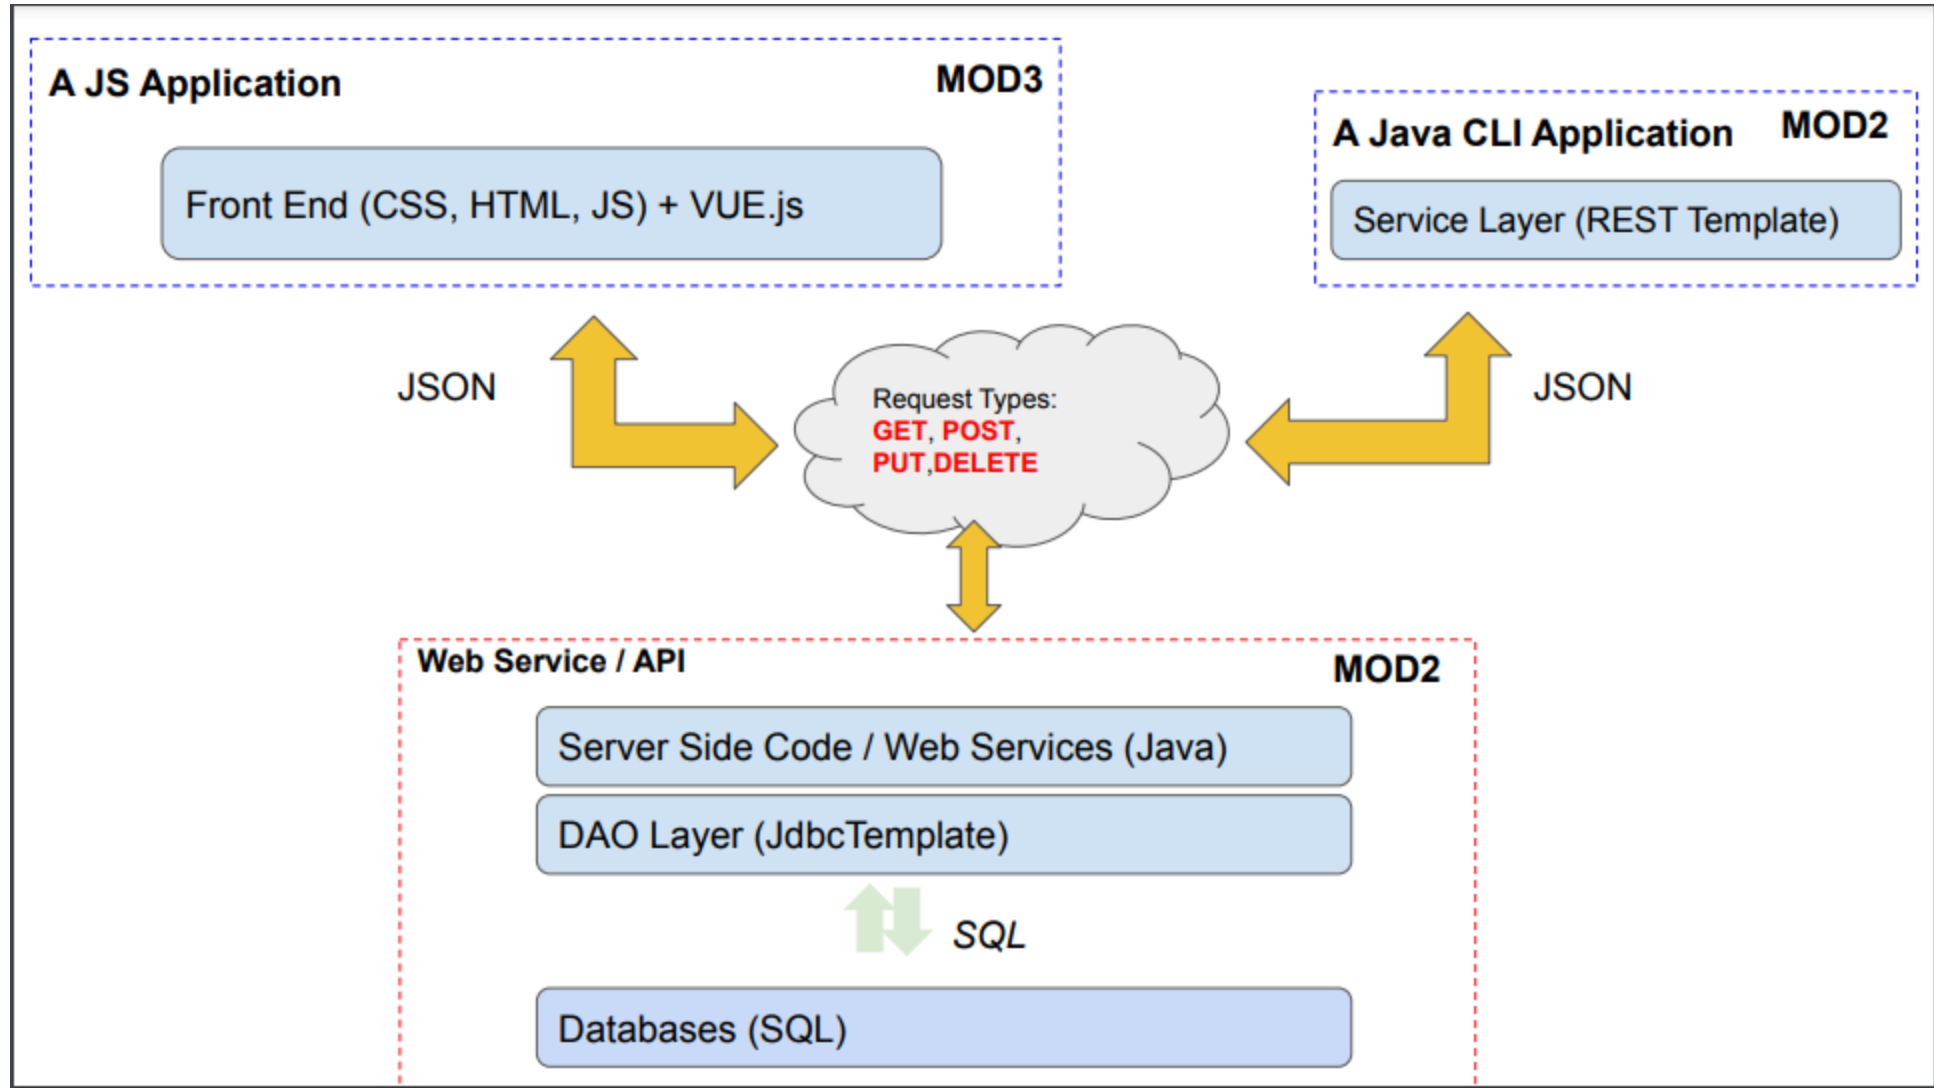 A JS Application
MOD3
Front End (CSS, HTML, JS) + VUE.js
A Java CLI Application
MOD2
Service Layer (REST Template)
JSON
Request Types:
GET, POST,
PUT,DELETE
JSON
Web Service / API
MOD2
Server Side Code / Web Services (Java)
DAO Layer (JdbcTemplate)
SQL
Databases (SQL)